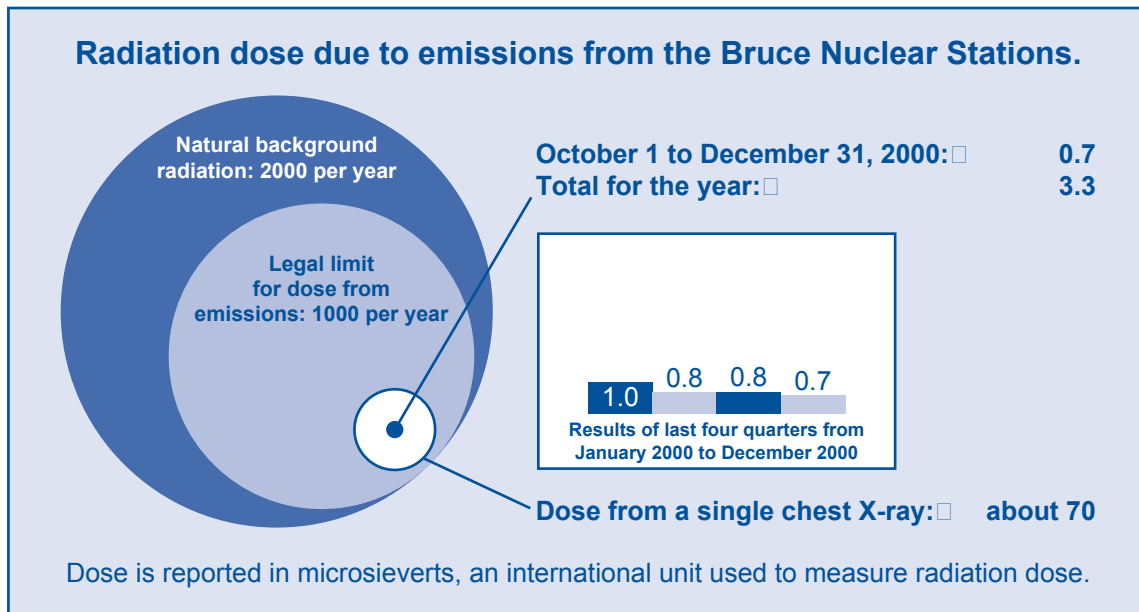 Radiation dose due to emissions from the Bruce Nuclear Stations.
Natural background
radiation: 2000 per year
Legal limit
for dose from
emissions: 1000 per year
October 1 to December 31, 2000:□ 0.7
Total for the year:□ 3.3
1.0 0.8 0.8 0.7
Results of last four quarters from
January 2000 to December 2000
Dose from a single chest X-ray:□ about 70
Dose is reported in microsieverts, an international unit used to measure radiation dose.